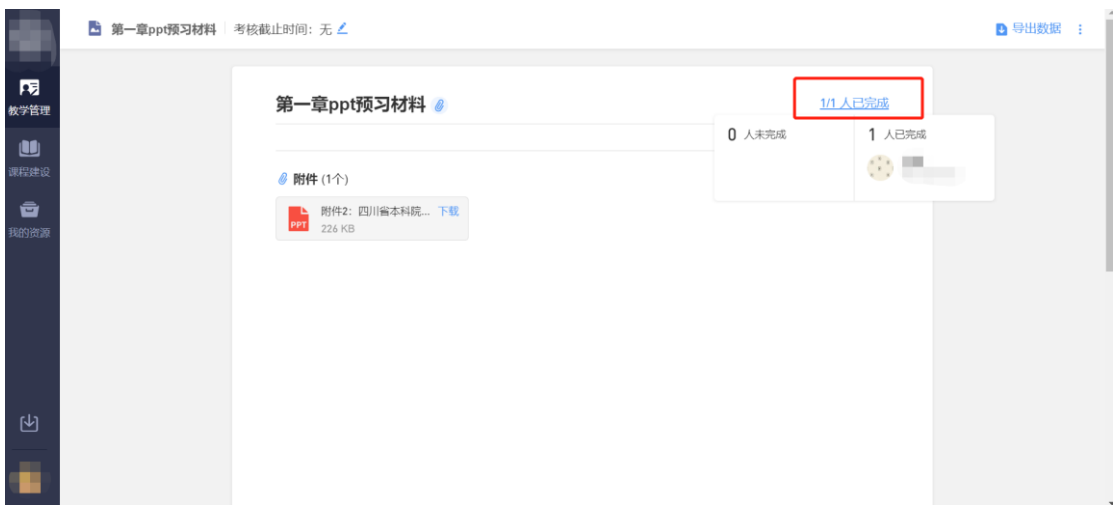 第一章ppt预习材料 考核截止时间：无
导出数据
教学管理
课程建设
我的资源
第一章ppt预习材料
1/1 人已完成
0 人未完成
1 人已完成
附件 (1个)
PPT
附件2：四川省本科院... 下载
226 KB